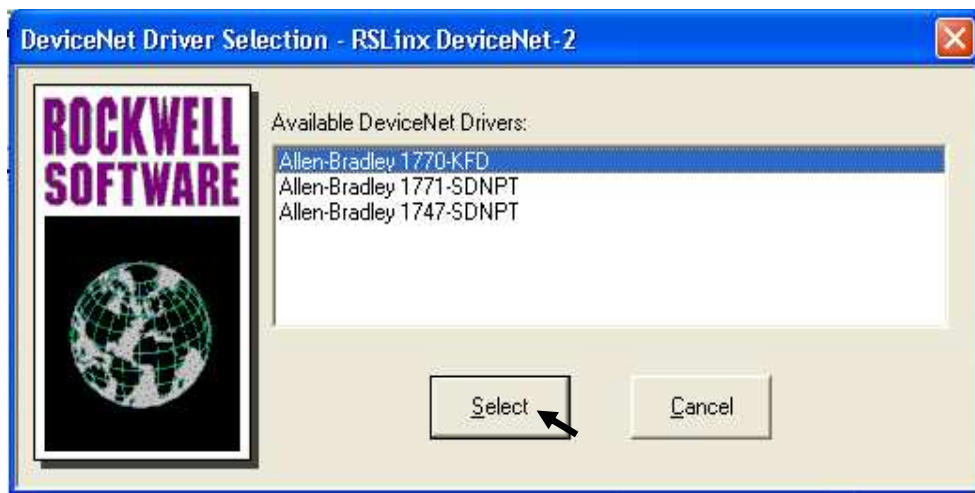 DeviceNet Driver Selection - RSLinx DeviceNet-2
ROCKWELL
SOFTWARE
Available DeviceNet Drivers:
Allen-Bradley 1770-KFD
Allen-Bradley 1771-SDNPT
Allen-Bradley 1747-SDNPT
Select
Cancel